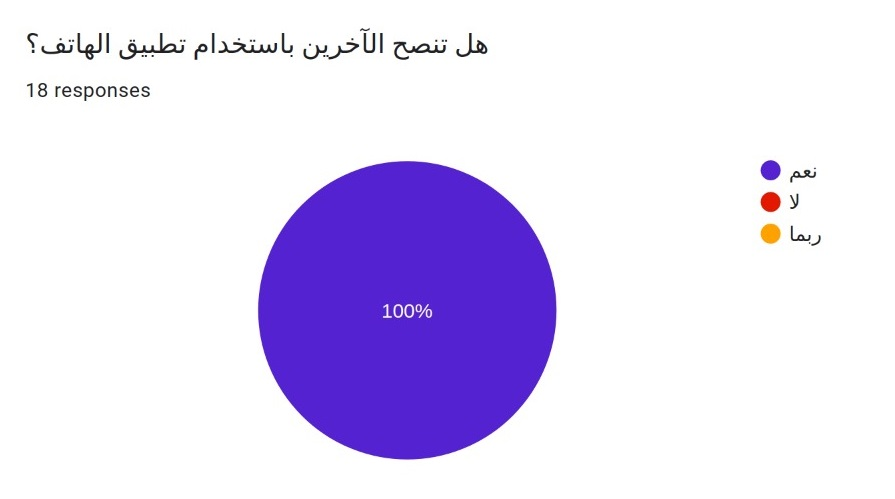 هل تنصح الآخرين باستخدام تطبيق الهاتف؟
18 responses
نعم
لا
ربما
100%